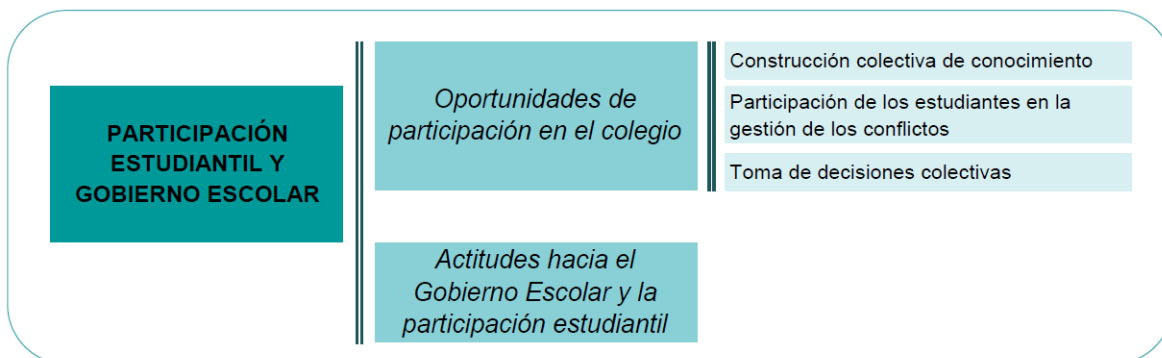 PARTICIPACIÓN
ESTUDIANTIL Y
GOBIERNO ESCOLAR
Oportunidades de
participación en el colegio
Construcción colectiva de conocimiento
Participación de los estudiantes en la
gestión de los conflictos
Toma de decisiones colectivas
Actitudes hacia el
Gobierno Escolar y la
participación estudiantil